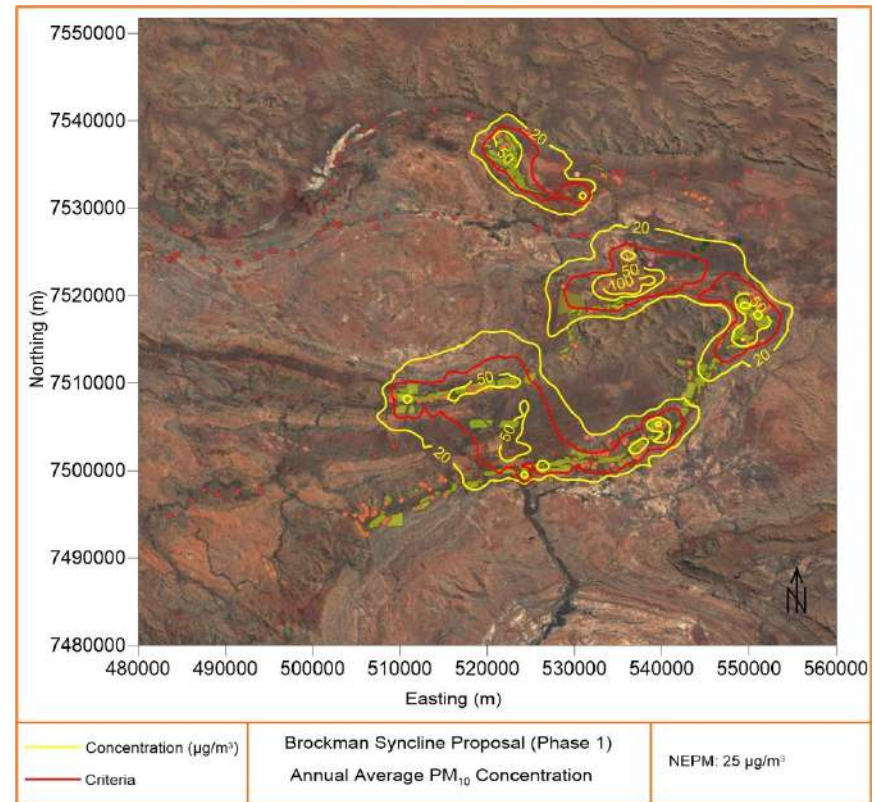 7550000
7540000
7530000
7520000
7510000
7500000
7490000
7480000
Northing (m)
20
50
20
50
100
50
20
50
50
20
20
N
480000 490000 500000 510000 520000 530000 540000 550000 560000
Easting (m)
Concentration (µg/m³)
Criteria
Brockman Syncline Proposal (Phase 1)
Annual Average PM₁₀ Concentration
NEPM: 25 µg/m³